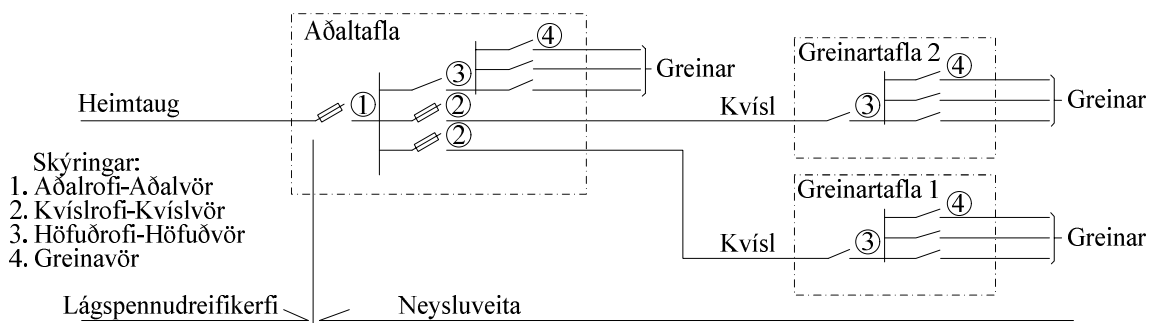 Aðaltafla
4
Greinartafla 2
3
Greinar
4
Heimtaug
1
2
Kvísl
3
Greinar
2
Skýringar:
1. Aðalrofi-Aðalvör
2. Kvíslrofi-Kvíslvör
3. Höfuðrofi-Höfuðvör
4. Greinavör
Greinartafla 1
4
Kvísl
3
Greinar
Lágspennudreifikerfi
Neysluveita